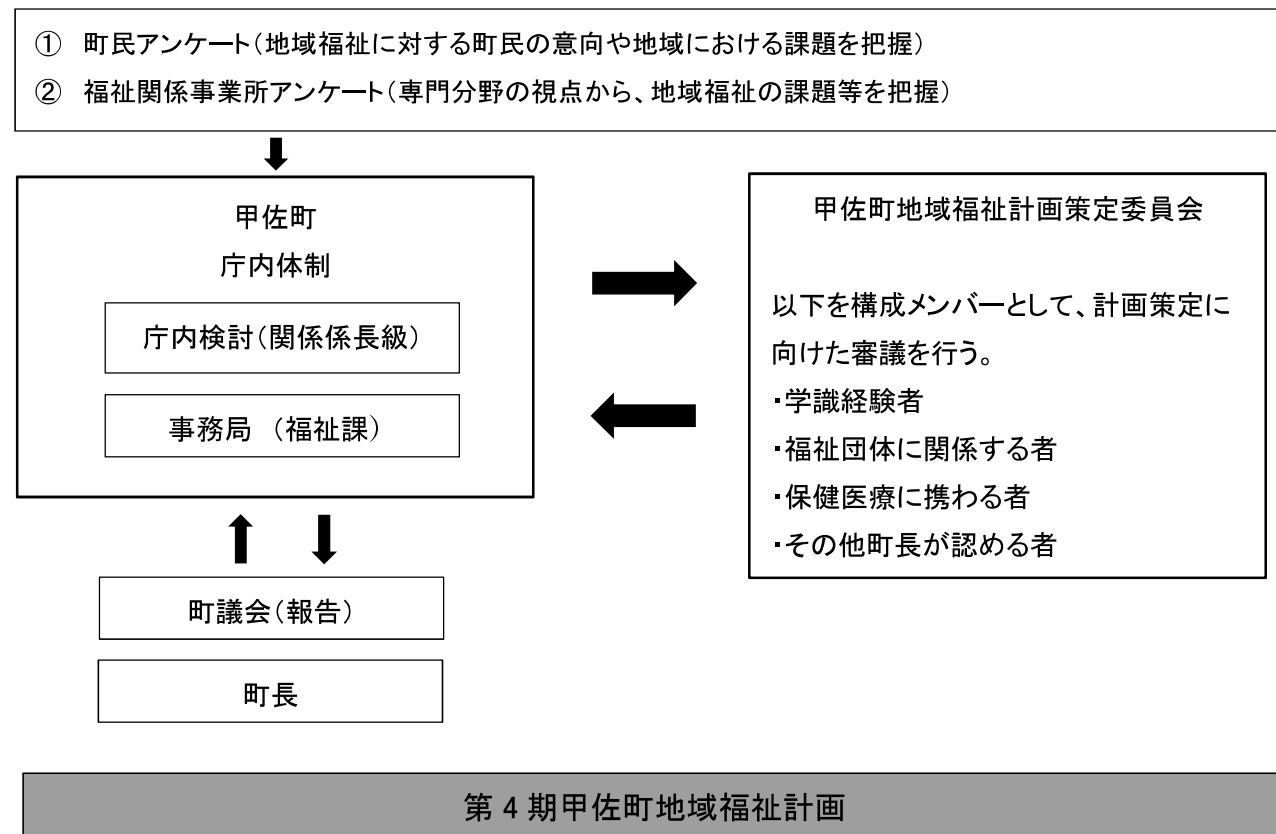 ① 町民アンケート(地域福祉に対する町民の意向や地域における課題を把握)
② 福祉関係事業所アンケート(専門分野の視点から、地域福祉の課題等を把握)
甲佐町
庁内体制
庁内検討(関係係長級)
事務局 (福祉課)
町議会(報告)
町長
甲佐町地域福祉計画策定委員会
以下を構成メンバーとして、計画策定に
向けた審議を行う。
・学識経験者
・福祉団体に関係する者
・保健医療に携わる者
・その他町長が認める者
第 4 期甲佐町地域福祉計画